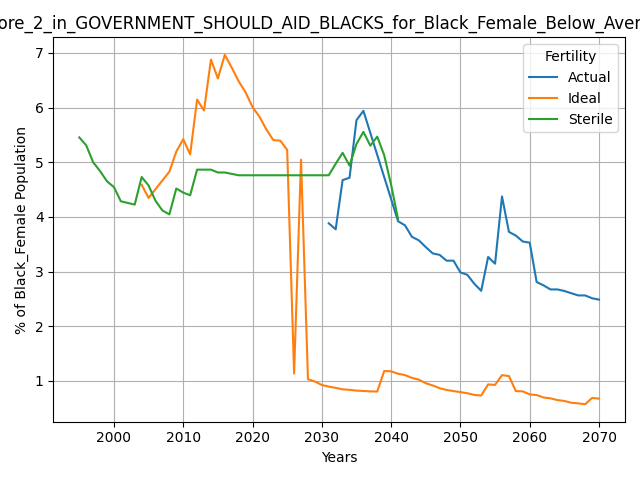 ore_2_in_GOVERNMENT_SHOULD_AID_BLACKS_for_Black_Female_Below_Aver
7
6
5
4
3
2
1
% of Black_Female Population
Fertility
Actual
Ideal
Sterile
2000 2010 2020 2030 2040 2050 2060 2070
Years